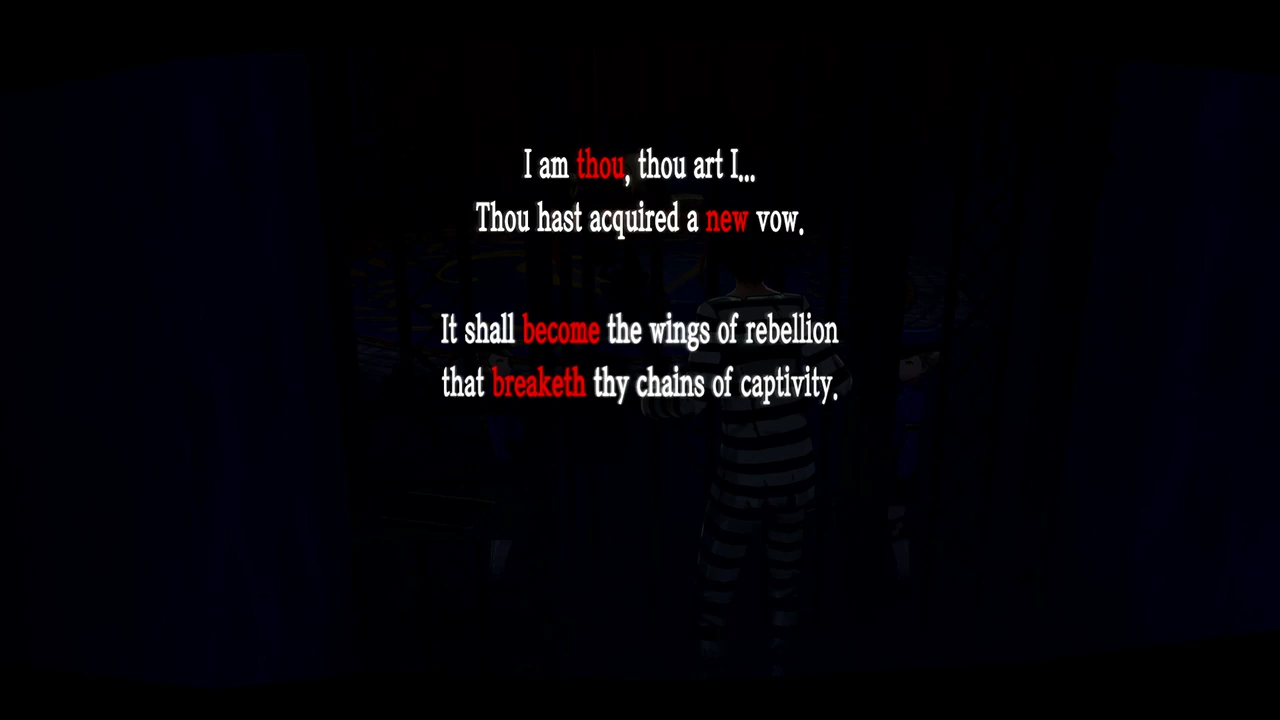 I am thou, thou art I...
Thou hast acquired a new vow.
It shall become the wings of rebellion
that breaketh thy chains of captivity.